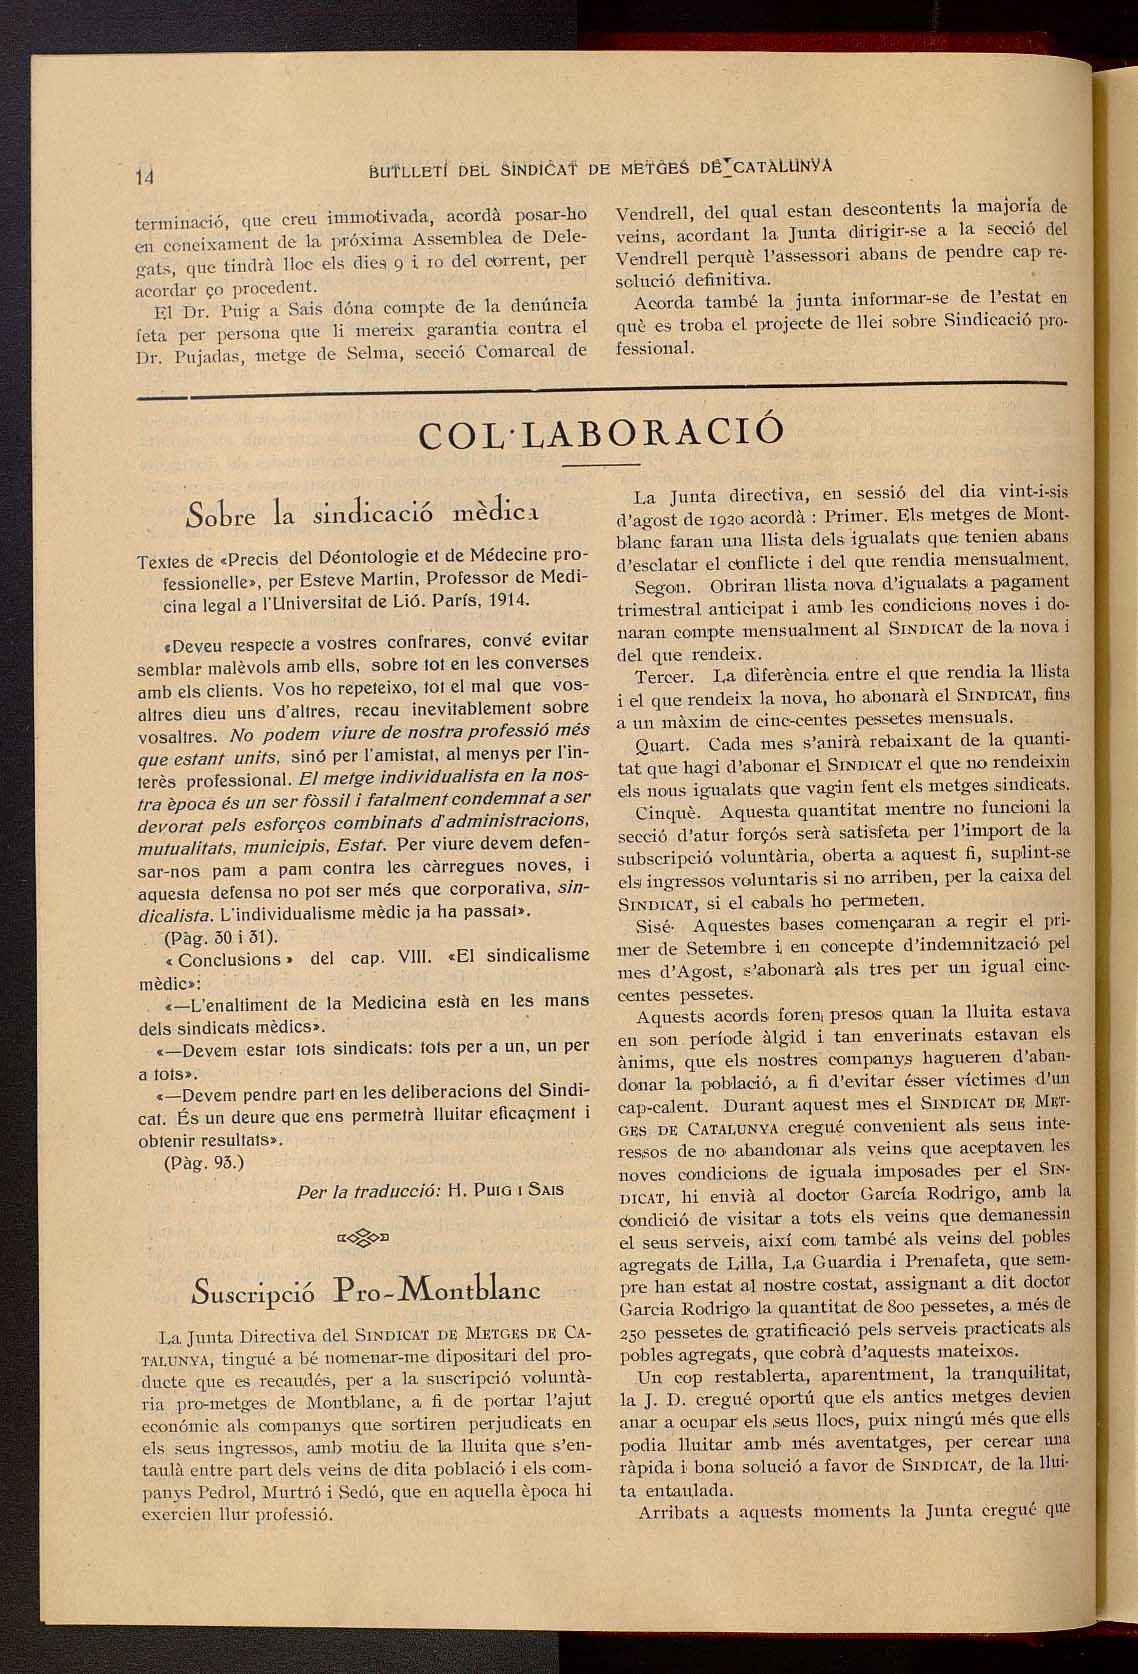 14
BUTLLETÍ DEL SINDICAT DE METGES DE CATALUNYA
terminació, que creu immotivada, acordà posar-ho
en coneixament de la próxima Assemblea de Dele-
gats, que tindrà lloc els dies 9 i 10 del corrent, per
acordar ço procedent.
El Dr. Puig a Sais dóna compte de la denúncia
feta per persona que li mereix garantia contra el
Dr. Pujadas, metge de Selma, secció Comarcal de
Vendrell, del qual estan descontents la majoría de
veins, acordant la Junta dirigir-se a la secció del
Vendrell perquè l'assessori abans de pendre cap re-
solució definitiva.
Acorda també la junta informar-se de l'estat en
què es troba el projecte de llei sobre Sindicació pro-
fessional.
COL·LABORACIÓ
Sobre la sindicació mèdica
Textes de «Precis del Déontologie et de Médecine pro-
fessionelle», per Esteve Martin, Professor de Medi-
cina legal a l'Universitat de Lió. París, 1914.
«Deveu respecte a vostres confrares, convé evitar
semblar malèvols amb ells, sobre tot en les converses
amb els clients. Vos ho repeteixo, tot el mal que vos-
altres dieu uns d'altres, recau inevitablement sobre
vosaltres. No podem viure de nostra professió més
que estant units, sinó per l'amistat, al menys per l'in-
terès professional. El metge individualista en la nos-
tra època és un ser fòssil i fatalment condemnat a ser
devorat pels esforços combinats d'administracions,
mutualitats, municipis, Estat. Per viure devem defen-
sar-nos pam a pam contra les càrregues noves, i
aquesta defensa no pot ser més que corporativa, sin-
dicalista. L'individualisme mèdic ja ha passat».
(Pàg. 30 i 31).
«Conclusions» del cap. VIII. «El sindicalisme
mèdic»:
«—L'enaltiment de la Medicina està en les mans
dels sindicats mèdics».
«—Devem estar tots sindicats: tots per a un, un per
a tots».
«—Devem pendre part en les deliberacions del Sindi-
cat. És un deure que ens permetrà lluitar eficaçment i
obtenir resultats».
(Pàg. 93.)
Per la traducció: H. PUIG I SAIS
Suscripció Pro-Montblanc
La Junta Directiva del SINDICAT DE METGES DE CA-
TALUNYA, tingué a bé nomenar-me dipositari del pro-
ducte que es recaudés, per a la suscripció voluntà-
ria pro-metges de Montblanc, a fi de portar l'ajut
económic als companys que sortiren perjudicats en
els seus ingressos, amb motiu de la lluita que s'en-
taulà entre part dels veins de dita població i els com-
panys Pedrol, Murtró i Sedó, que en aquella època hi
exercien llur professió.
La Junta directiva, en sessió del dia vint-i-sis
d'agost de 1920 acordà : Primer. Els metges de Mont-
blanc faran una llista dels igualats que tenien abans
d'esclatar el conflicte i del que rendia mensualment.
Segon. Obriran llista nova d'igualats a pagament
trimestral anticipat i amb les condicions noves i do-
naran compte mensualment al SINDICAT de la nova i
del que rendeix.
Tercer. La diferència entre el que rendia la llista
i el que rendeix la nova, ho abonarà el SINDICAT, fins
a un màxim de cinc-centes pessetes mensuals.
Quart. Cada mes s'anirà rebaixant de la quanti-
tat que hagi d'abonar el SINDICAT el que no rendeixin
els nous igualats que vagin fent els metges sindicats.
Cinquè. Aquesta quantitat mentre no funcioni la
secció d'atur forçós serà satisfeta per l'import de la
subscripció voluntària, oberta a aquest fi, suplint-se
els ingressos voluntaris si no arriben, per la caixa del
SINDICAT, si el cabals ho permeten.
Sisé. Aquestes bases començaran a regir el pri-
mer de Setembre i en concepte d'indemnització pel
mes d'Agost, s'abonarà als tres per un igual cinc-
centes pessetes.
Aquests acords foren presos quan la lluita estava
en son període àlgid i tan enverinats estavan els
ànims, que els nostres companys hagueren d'aban-
donar la població, a fi d'evitar ésser víctimes d'un
cap-calent. Durant aquest mes el SINDICAT DE MET-
GES DE CATALUNYA cregué convenient als seus inte-
ressos de no abandonar als veins que aceptaven les
noves condicions de iguala imposades per el SIN-
DICAT, hi envià al doctor García Rodrigo, amb la
condició de visitar a tots els veins que demanessin
el seus serveis, així com també als veins del pobles
agregats de Lilla, La Guardia i Prenafeta, que sem-
pre han estat al nostre costat, assignant a dit doctor
Garcia Rodrigo la quantitat de 800 pessetes, a més de
250 pessetes de gratificació pels serveis practicats als
pobles agregats, que cobrà d'aquests mateixos.
Un cop restablerta, aparentment, la tranquilitat,
la J. D. cregué oportú que els antics metges devien
anar a ocupar els seus llocs, puix ningú més que ells
podia lluitar amb més aventatges, per cercar una
ràpida i bona solució a favor de SINDICAT, de la llui-
ta entaulada.
Arribats a aquests moments la Junta cregué que